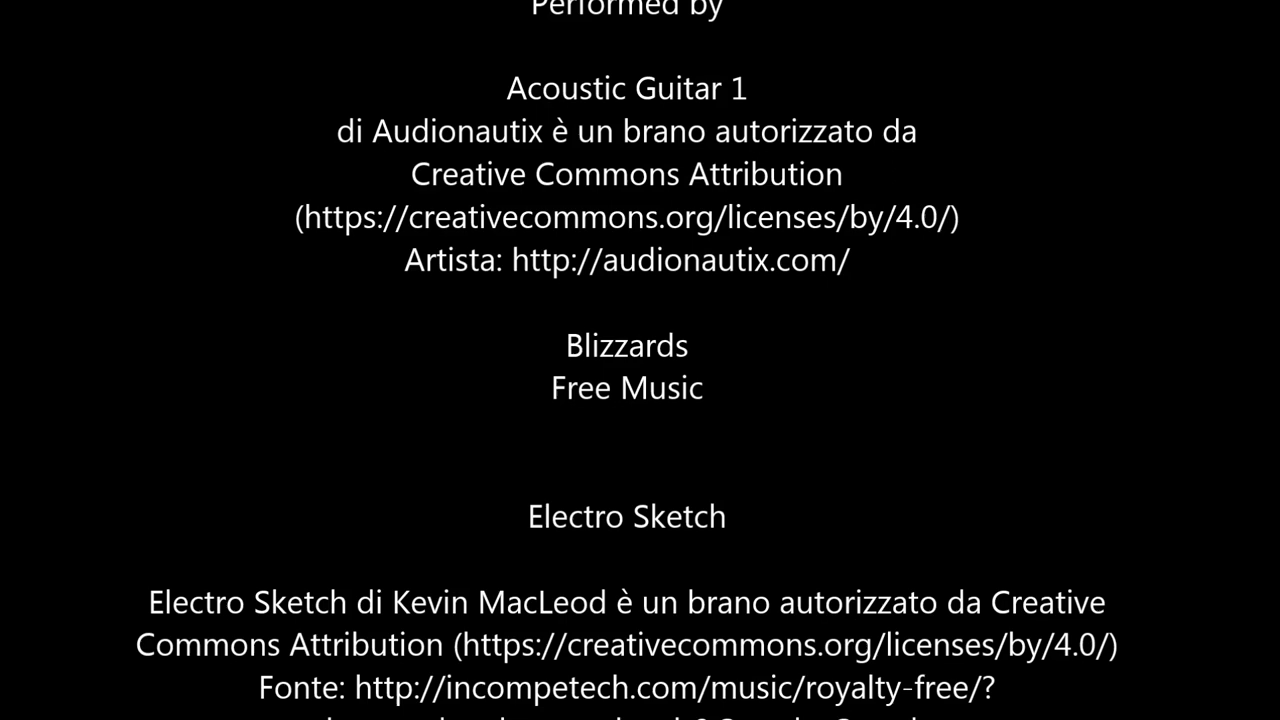 Performed by
Acoustic Guitar 1
di Audionautix è un brano autorizzato da
Creative Commons Attribution
(https://creativecommons.org/licenses/by/4.0/)
Artista: http://audionautix.com/
Blizzards
Free Music
Electro Sketch
Electro Sketch di Kevin MacLeod è un brano autorizzato da Creative
Commons Attribution (https://creativecommons.org/licenses/by/4.0/)
Fonte: http://incompetech.com/music/royalty-free/?